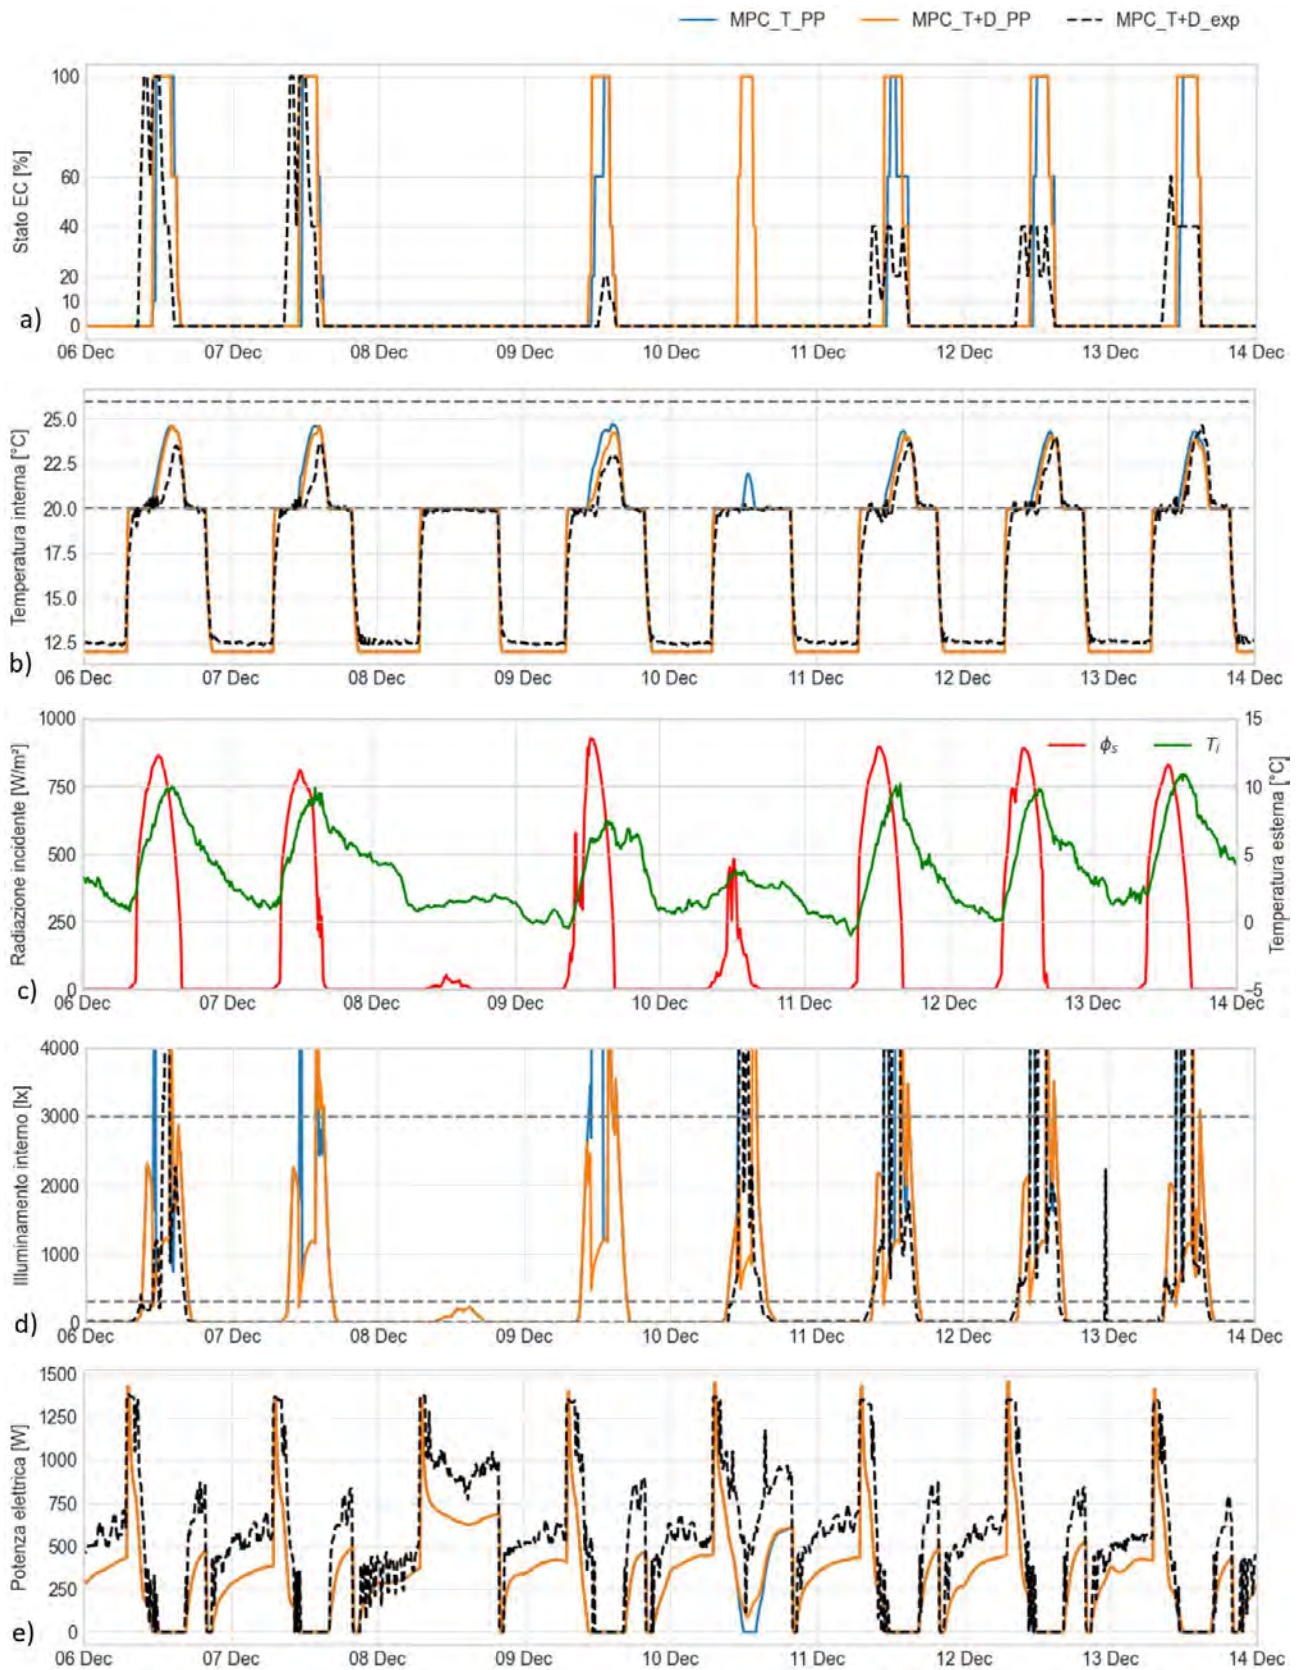 MPC_T_PP MPC_T+D_PP MPC_T+D_exp
Stato EC [%]
100
60
40
20
10
0
a)
06 Dec 07 Dec 08 Dec 09 Dec 10 Dec 11 Dec 12 Dec 13 Dec 14 Dec
Temperatura interna [°C]
25.0
22.5
20.0
17.5
15.0
12.5
b)
06 Dec 07 Dec 08 Dec 09 Dec 10 Dec 11 Dec 12 Dec 13 Dec 14 Dec
Radiazione incidente [W/m²]
1000
750
500
250
0
ϕs Ti
15
10
5
0
−5
Temperatura esterna [°C]
c)
06 Dec 07 Dec 08 Dec 09 Dec 10 Dec 11 Dec 12 Dec 13 Dec 14 Dec
Illuminamento interno [lx]
4000
3000
2000
1000
0
d)
06 Dec 07 Dec 08 Dec 09 Dec 10 Dec 11 Dec 12 Dec 13 Dec 14 Dec
Potenza elettrica [W]
1500
1250
1000
750
500
250
0
e)
06 Dec 07 Dec 08 Dec 09 Dec 10 Dec 11 Dec 12 Dec 13 Dec 14 Dec